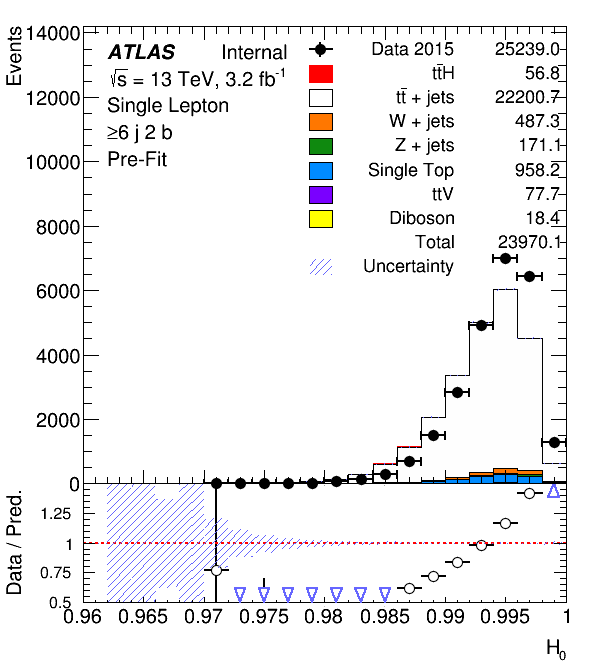 Events
14000
12000
10000
8000
6000
4000
2000
0
ATLAS Internal
√s = 13 TeV, 3.2 fb⁻¹
Single Lepton
≥6 j 2 b
Pre-Fit
Data 2015 25239.0
tt̄H 56.8
tt̄ + jets 22200.7
W + jets 487.3
Z + jets 171.1
Single Top 958.2
ttV 77.7
Diboson 18.4
Total 23970.1
Uncertainty
Data / Pred.
1.25
1
0.75
0.5
0.96 0.965 0.97 0.975 0.98 0.985 0.99 0.995 1
H₀